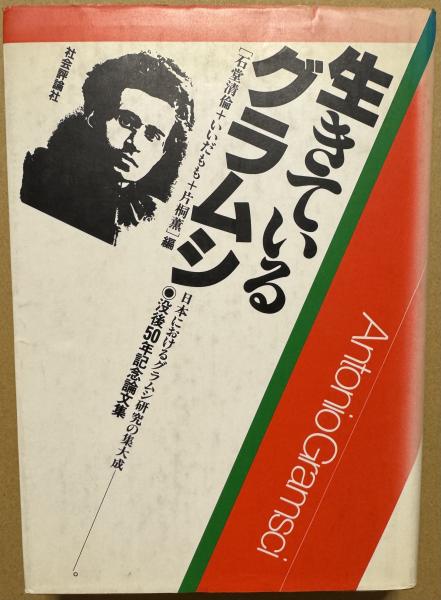 生きている
グラムシ
[石堂清倫+いいだもも+片桐薫]編
日本におけるグラムシ研究の集大成
◉没後50年記念論文集
社会評論社
Antonio Gramsci